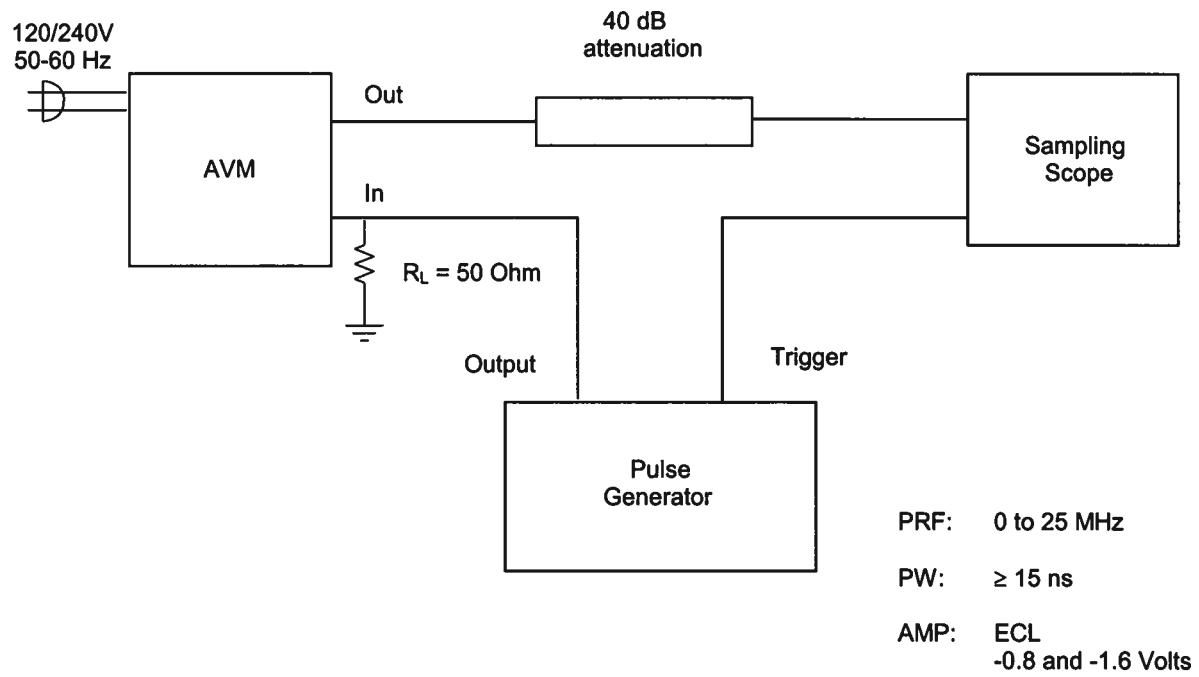 120/240V
50-60 Hz
40 dB
attenuation
Out
AVM
Sampling
Scope
In
R_L = 50 Ohm
Output
Trigger
Pulse
Generator
PRF: 0 to 25 MHz
PW: ≥ 15 ns
AMP: ECL
-0.8 and -1.6 Volts